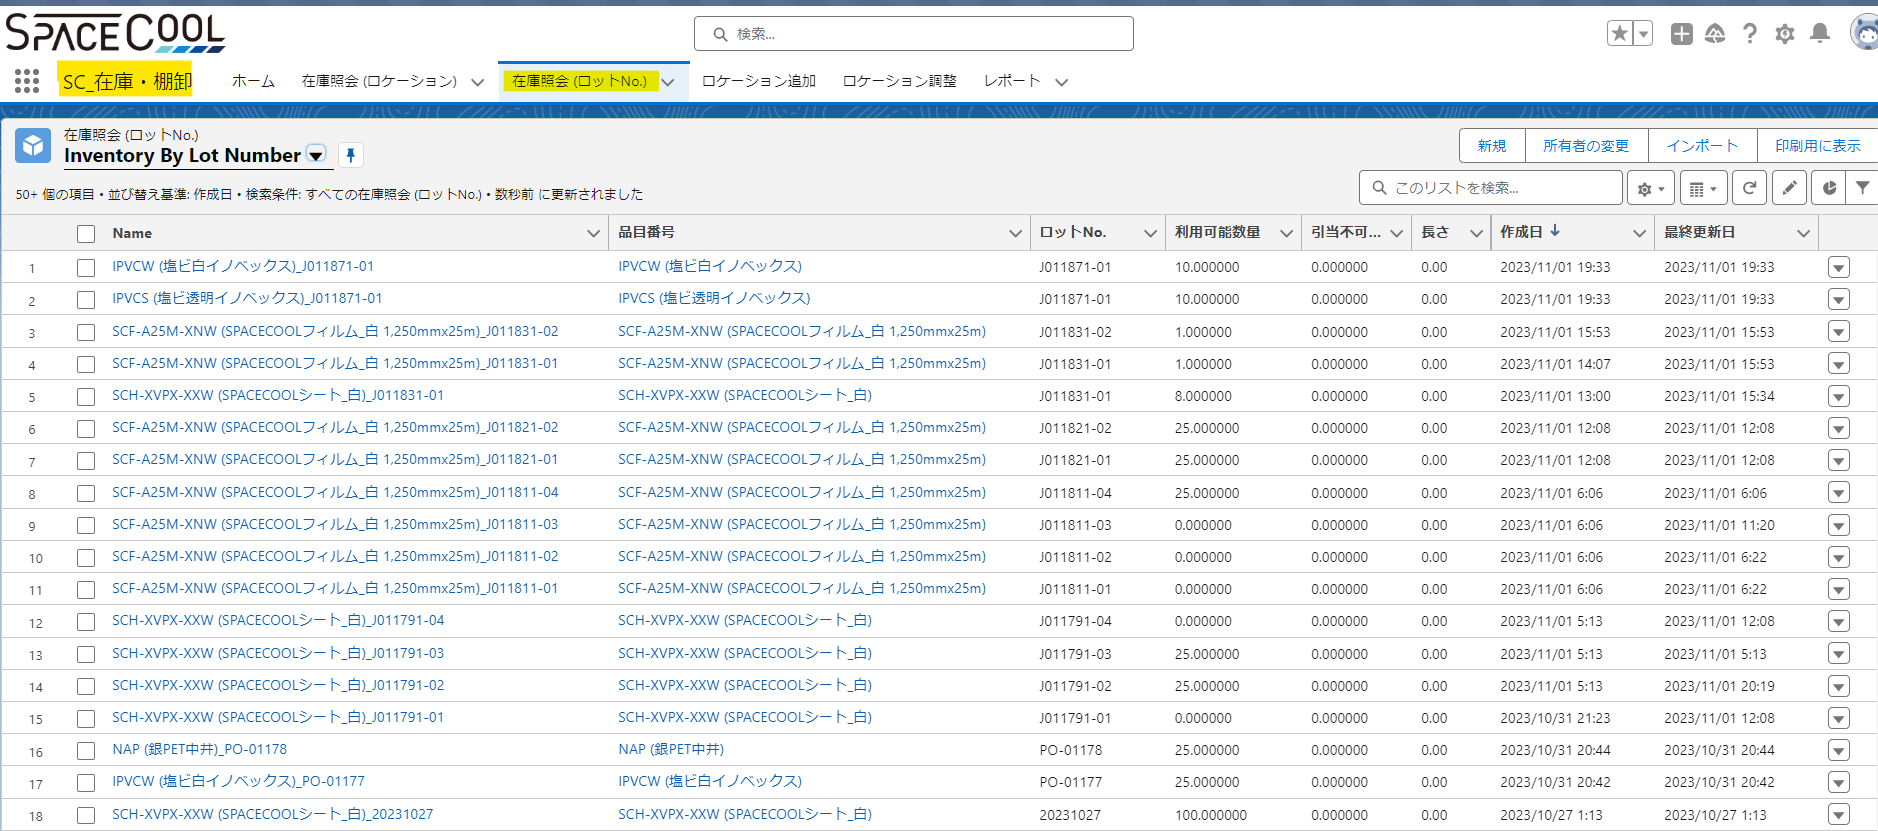 SPACECOOL
検索...
SC_在庫・棚卸 ホーム 在庫照会 (ロケーション) 在庫照会 (ロットNo.) ロケーション追加 ロケーション調整 レポート
在庫照会 (ロットNo.)
Inventory By Lot Number
新規 所有者の変更 インポート 印刷用に表示
50+ 個の項目・並び替え基準: 作成日・検索条件: すべての在庫照会 (ロットNo.)・数秒前 に更新されました
このリストを検索...
Name 品目番号 ロットNo. 利用可能数量 引当不可... 長さ 作成日 最終更新日
1 IPVCW (塩ビ白イノベックス)_J011871-01 IPVCW (塩ビ白イノベックス) J011871-01 10.000000 0.000000 0.00 2023/11/01 19:33 2023/11/01 19:33
2 IPVCS (塩ビ透明イノベックス)_J011871-01 IPVCS (塩ビ透明イノベックス) J011871-01 10.000000 0.000000 0.00 2023/11/01 19:33 2023/11/01 19:33
3 SCF-A25M-XNW (SPACECOOLフィルム_白 1,250mmx25m)_J011831-02 SCF-A25M-XNW (SPACECOOLフィルム_白 1,250mmx25m) J011831-02 1.000000 0.000000 0.00 2023/11/01 15:53 2023/11/01 15:53
4 SCF-A25M-XNW (SPACECOOLフィルム_白 1,250mmx25m)_J011831-01 SCF-A25M-XNW (SPACECOOLフィルム_白 1,250mmx25m) J011831-01 1.000000 0.000000 0.00 2023/11/01 14:07 2023/11/01 15:53
5 SCH-XVPX-XXW (SPACECOOLシート_白)_J011831-01 SCH-XVPX-XXW (SPACECOOLシート_白) J011831-01 8.000000 0.000000 0.00 2023/11/01 13:00 2023/11/01 15:34
6 SCF-A25M-XNW (SPACECOOLフィルム_白 1,250mmx25m)_J011821-02 SCF-A25M-XNW (SPACECOOLフィルム_白 1,250mmx25m) J011821-02 25.000000 0.000000 0.00 2023/11/01 12:08 2023/11/01 12:08
7 SCF-A25M-XNW (SPACECOOLフィルム_白 1,250mmx25m)_J011821-01 SCF-A25M-XNW (SPACECOOLフィルム_白 1,250mmx25m) J011821-01 25.000000 0.000000 0.00 2023/11/01 12:08 2023/11/01 12:08
8 SCF-A25M-XNW (SPACECOOLフィルム_白 1,250mmx25m)_J011811-04 SCF-A25M-XNW (SPACECOOLフィルム_白 1,250mmx25m) J011811-04 25.000000 0.000000 0.00 2023/11/01 6:06 2023/11/01 6:06
9 SCF-A25M-XNW (SPACECOOLフィルム_白 1,250mmx25m)_J011811-03 SCF-A25M-XNW (SPACECOOLフィルム_白 1,250mmx25m) J011811-03 0.000000 0.000000 0.00 2023/11/01 6:06 2023/11/01 11:20
10 SCF-A25M-XNW (SPACECOOLフィルム_白 1,250mmx25m)_J011811-02 SCF-A25M-XNW (SPACECOOLフィルム_白 1,250mmx25m) J011811-02 0.000000 0.000000 0.00 2023/11/01 6:06 2023/11/01 6:22
11 SCF-A25M-XNW (SPACECOOLフィルム_白 1,250mmx25m)_J011811-01 SCF-A25M-XNW (SPACECOOLフィルム_白 1,250mmx25m) J011811-01 0.000000 0.000000 0.00 2023/11/01 6:06 2023/11/01 6:22
12 SCH-XVPX-XXW (SPACECOOLシート_白)_J011791-04 SCH-XVPX-XXW (SPACECOOLシート_白) J011791-04 0.000000 0.000000 0.00 2023/11/01 5:13 2023/11/01 12:08
13 SCH-XVPX-XXW (SPACECOOLシート_白)_J011791-03 SCH-XVPX-XXW (SPACECOOLシート_白) J011791-03 25.000000 0.000000 0.00 2023/11/01 5:13 2023/11/01 5:13
14 SCH-XVPX-XXW (SPACECOOLシート_白)_J011791-02 SCH-XVPX-XXW (SPACECOOLシート_白) J011791-02 25.000000 0.000000 0.00 2023/11/01 5:13 2023/11/01 20:19
15 SCH-XVPX-XXW (SPACECOOLシート_白)_J011791-01 SCH-XVPX-XXW (SPACECOOLシート_白) J011791-01 0.000000 0.000000 0.00 2023/10/31 21:23 2023/11/01 12:08
16 NAP (銀PET中井)_PO-01178 NAP (銀PET中井) PO-01178 25.000000 0.000000 0.00 2023/10/31 20:44 2023/10/31 20:44
17 IPVCW (塩ビ白イノベックス)_PO-01177 IPVCW (塩ビ白イノベックス) PO-01177 25.000000 0.000000 0.00 2023/10/31 20:42 2023/10/31 20:42
18 SCH-XVPX-XXW (SPACECOOLシート_白)_20231027 SCH-XVPX-XXW (SPACECOOLシート_白) 20231027 100.000000 0.000000 0.00 2023/10/27 1:13 2023/10/27 1:13